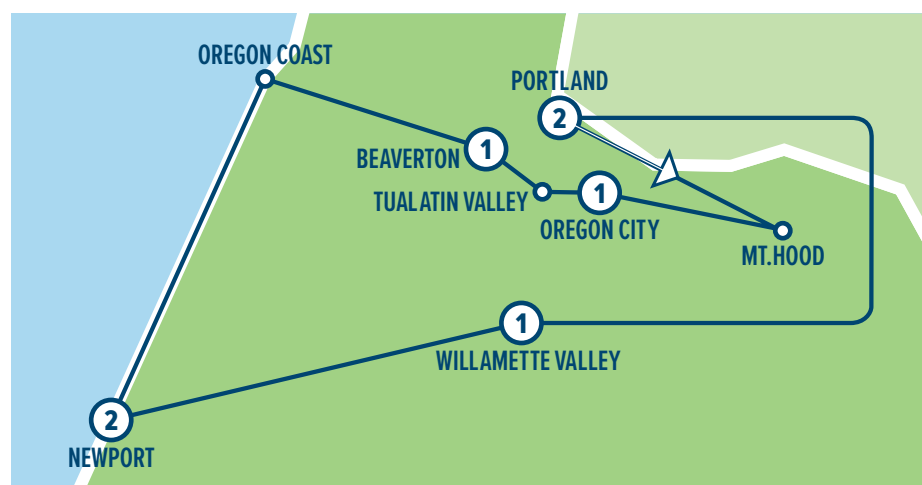 OREGON COAST
PORTLAND
2
BEAVERTON
1
TUALATIN VALLEY
1
OREGON CITY
MT.HOOD
1
WILLAMETTE VALLEY
2
NEWPORT